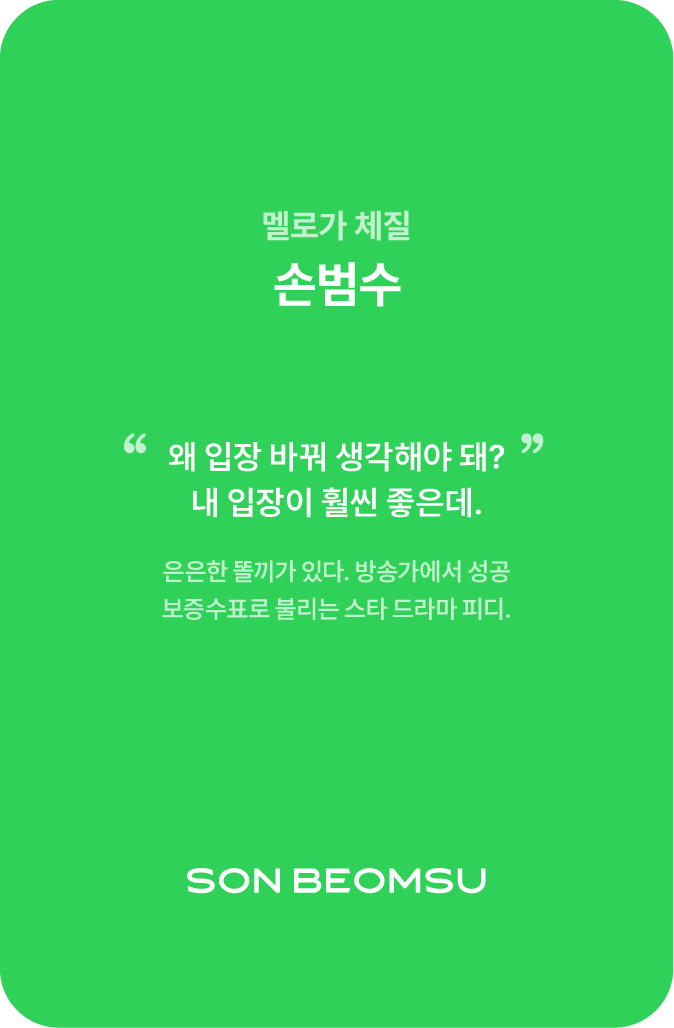 멜로가 체질
손범수
“ 왜 입장 바꿔 생각해야 돼? ”
내 입장이 훨씬 좋은데.
은은한 똘끼가 있다. 방송가에서 성공
보증수표로 불리는 스타 드라마 피디.
SON BEOMSU